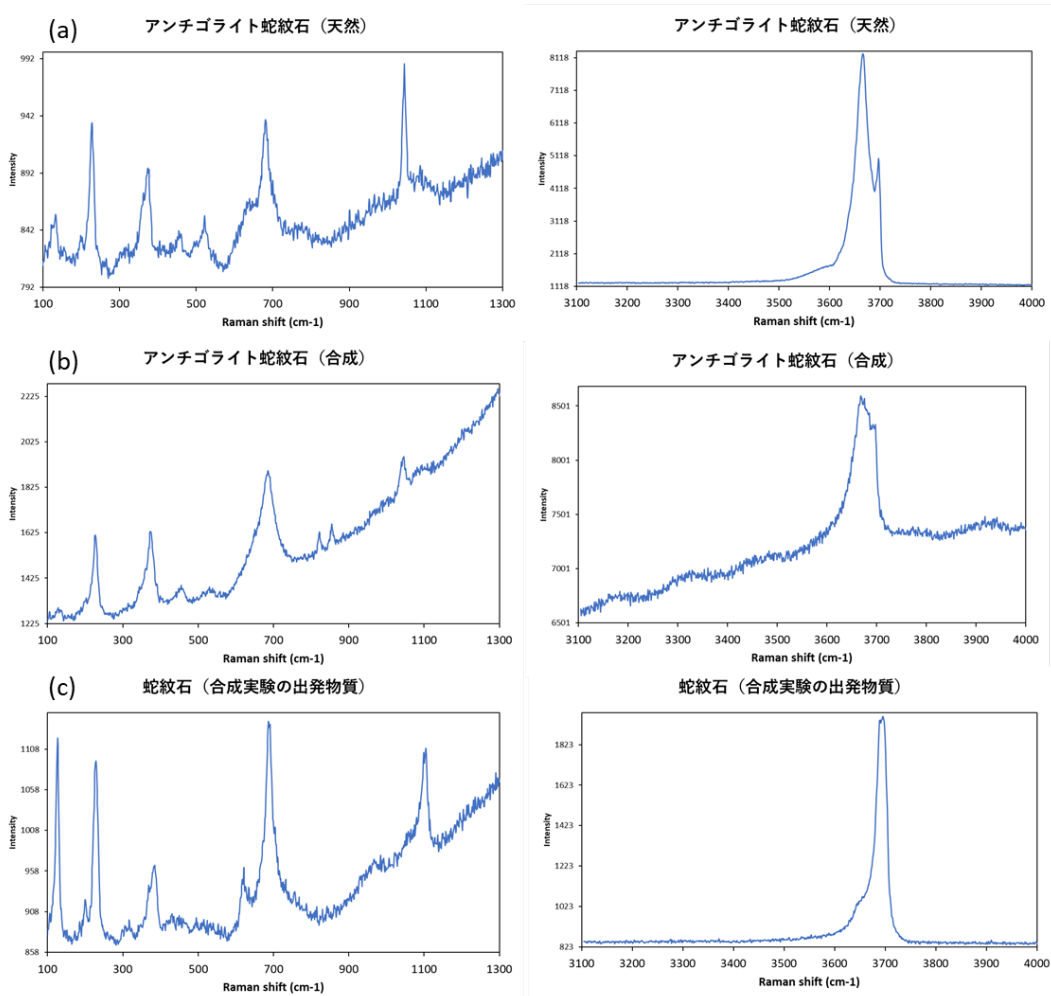 (a)
アンチゴライト蛇紋石（天然）
992
942
892
842
792
Intensity
100 300 500 700 900 1100 1300
Raman shift (cm-1)
アンチゴライト蛇紋石（天然）
8118
7118
6118
5118
4118
3118
2118
1118
Intensity
3100 3200 3300 3400 3500 3600 3700 3800 3900 4000
Raman shift (cm-1)
(b)
アンチゴライト蛇紋石（合成）
2225
2025
1825
1625
1425
1225
Intensity
100 300 500 700 900 1100 1300
Raman shift (cm-1)
アンチゴライト蛇紋石（合成）
8501
8001
7501
7001
6501
Intensity
3100 3200 3300 3400 3500 3600 3700 3800 3900 4000
Raman shift (cm-1)
(c)
蛇紋石（合成実験の出発物質）
1108
1058
1008
958
908
858
Intensity
100 300 500 700 900 1100 1300
Raman shift (cm-1)
蛇紋石（合成実験の出発物質）
1823
1623
1423
1223
1023
823
Intensity
3100 3200 3300 3400 3500 3600 3700 3800 3900 4000
Raman shift (cm-1)